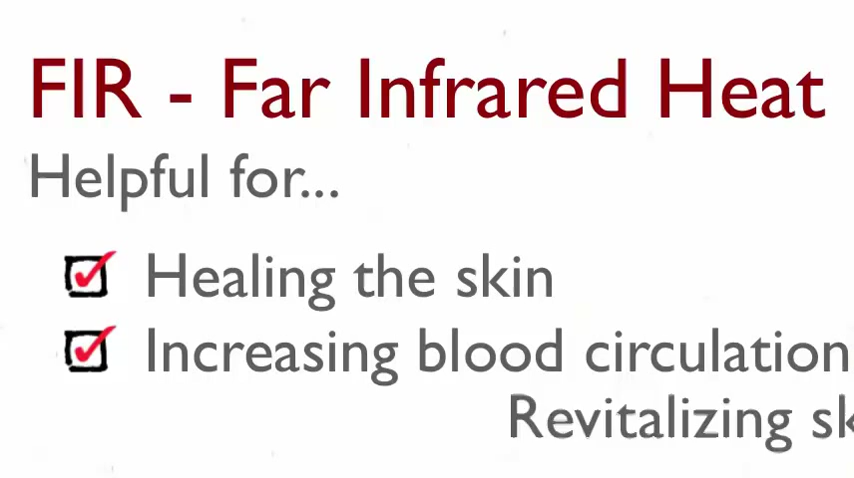 FIR - Far Infrared Heat
Helpful for...
Healing the skin
Increasing blood circulation
Revitalizing